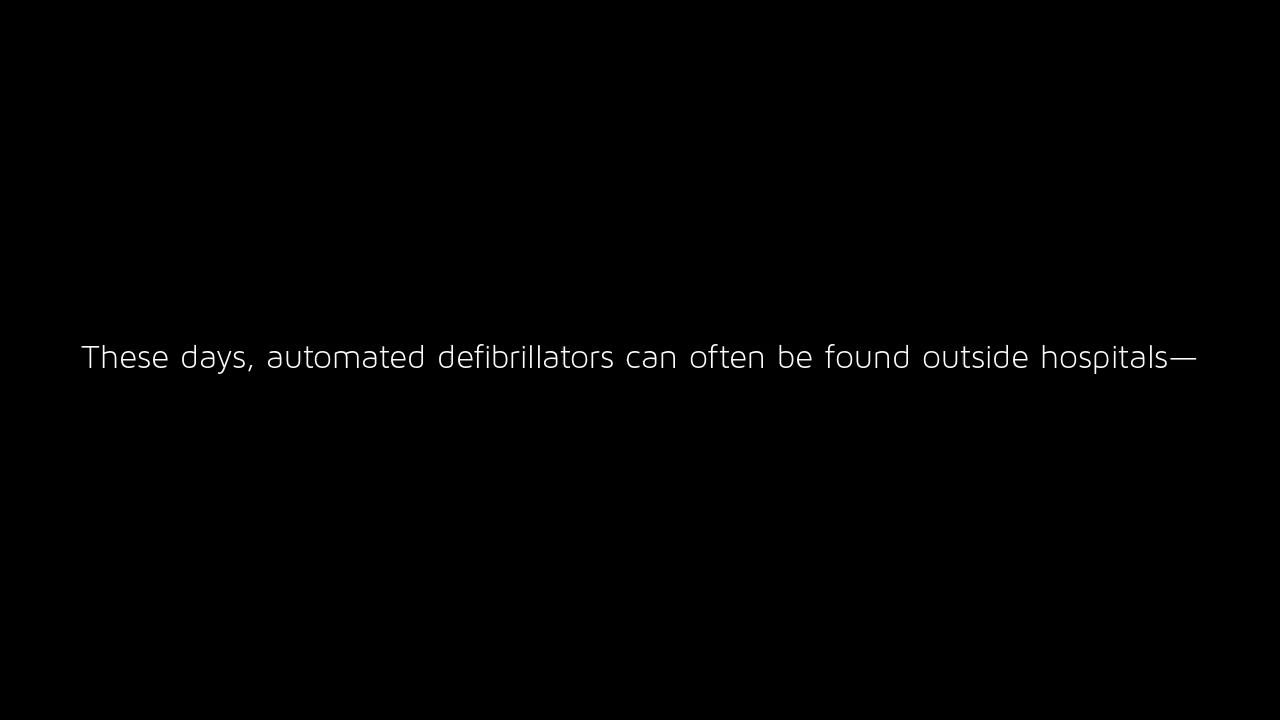 These days, automated defibrillators can often be found outside hospitals—